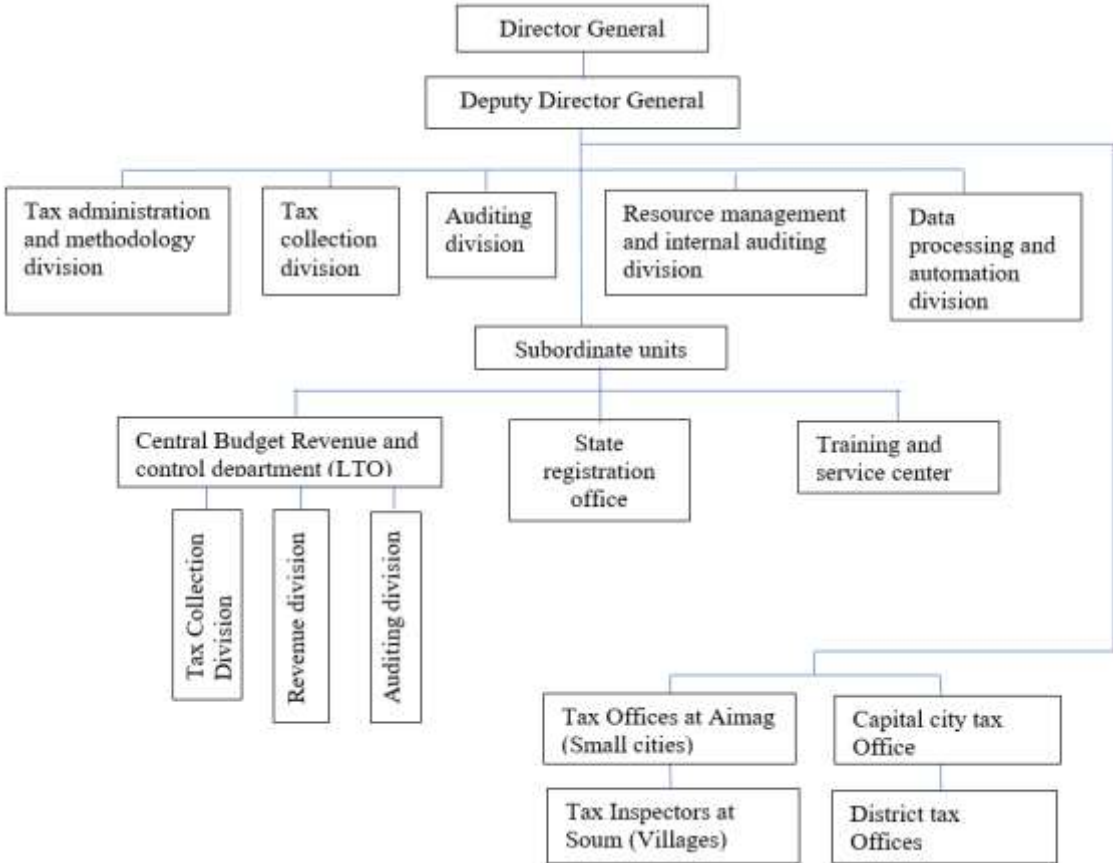 Director General
Deputy Director General
Tax administration
and methodology
division
Tax
collection
division
Auditing
division
Resource management
and internal auditing
division
Data
processing and
automation
division
Subordinate units
Central Budget Revenue and
control department (LTO)
State
registration
office
Training and
service center
Tax Collection
Division
Revenue division
Auditing division
Tax Offices at Aimag
(Small cities)
Capital city tax
Office
Tax Inspectors at
Soum (Villages)
District tax
Offices